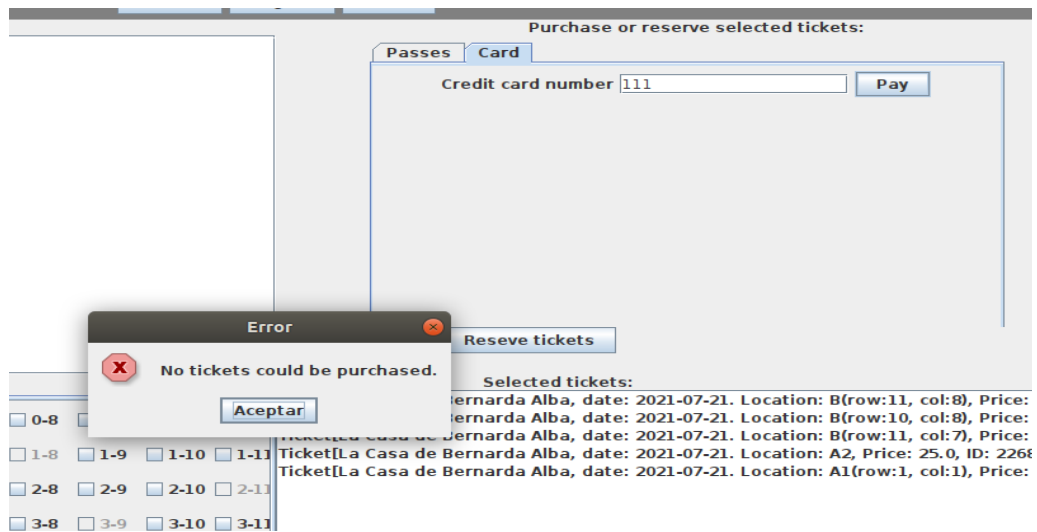 Purchase or reserve selected tickets:
Passes Card
Credit card number 111 Pay
Error
No tickets could be purchased.
Aceptar
Reseve tickets
Selected tickets:
ernarda Alba, date: 2021-07-21. Location: B(row:11, col:8), Price:
ernarda Alba, date: 2021-07-21. Location: B(row:10, col:8), Price:
Ticket[La Casa de Bernarda Alba, date: 2021-07-21. Location: B(row:11, col:7), Price:
Ticket[La Casa de Bernarda Alba, date: 2021-07-21. Location: A2, Price: 25.0, ID: 2268
Ticket[La Casa de Bernarda Alba, date: 2021-07-21. Location: A1(row:1, col:1), Price:
0-8
1-8 1-9 1-10 1-11
2-8 2-9 2-10 2-11
3-8 3-9 3-10 3-11